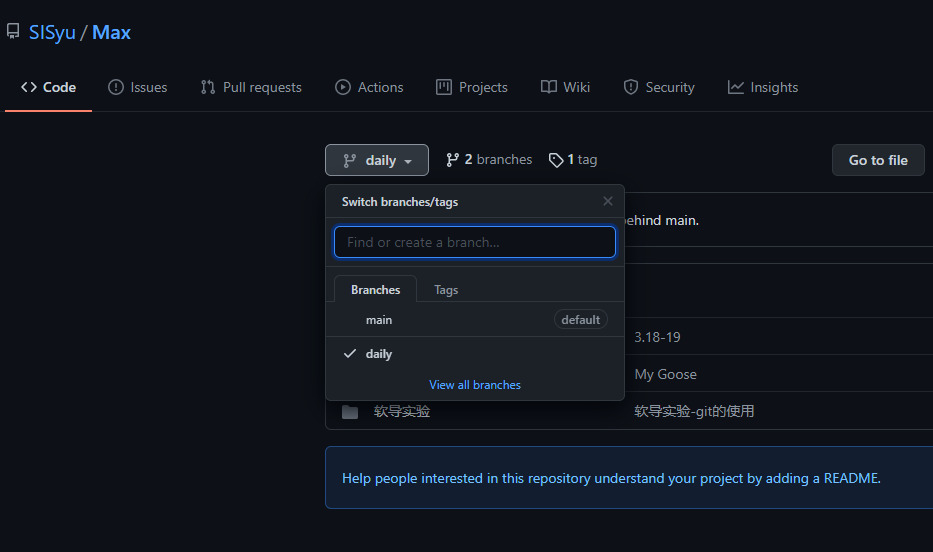 SISyu / Max
Code Issues Pull requests Actions Projects Wiki Security Insights
daily 2 branches 1 tag Go to file
Switch branches/tags
ehind main.
Find or create a branch...
Branches Tags
main default
3.18-19
daily
My Goose
View all branches
软导实验 软导实验-git的使用
Help people interested in this repository understand your project by adding a README.